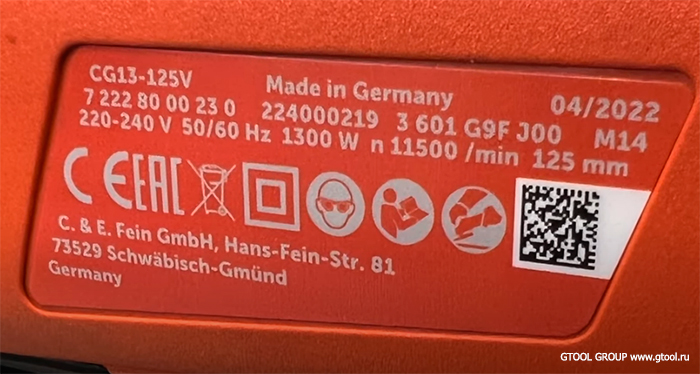 CG13-125V Made in Germany 04/2022
7 222 80 00 23 0 224000219 3 601 G9F J00 M14
220-240 V 50/60 Hz 1300 W n 11500 /min 125 mm
CE EAC
C. & E. Fein GmbH, Hans-Fein-Str. 81
73529 Schwäbisch-Gmünd
Germany
GTOOL GROUP www.gtool.ru